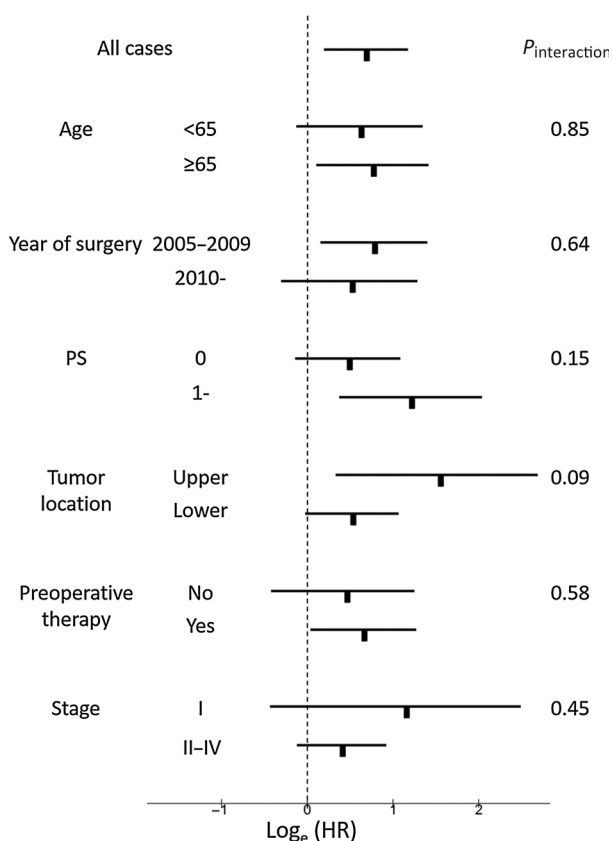 All cases P interaction
Age <65 0.85
≥65
Year of surgery 2005–2009 0.64
2010-
PS 0 0.15
1-
Tumor location Upper 0.09
Lower
Preoperative therapy No 0.58
Yes
Stage I 0.45
II–IV
−1 0 1 2
Logₑ (HR)